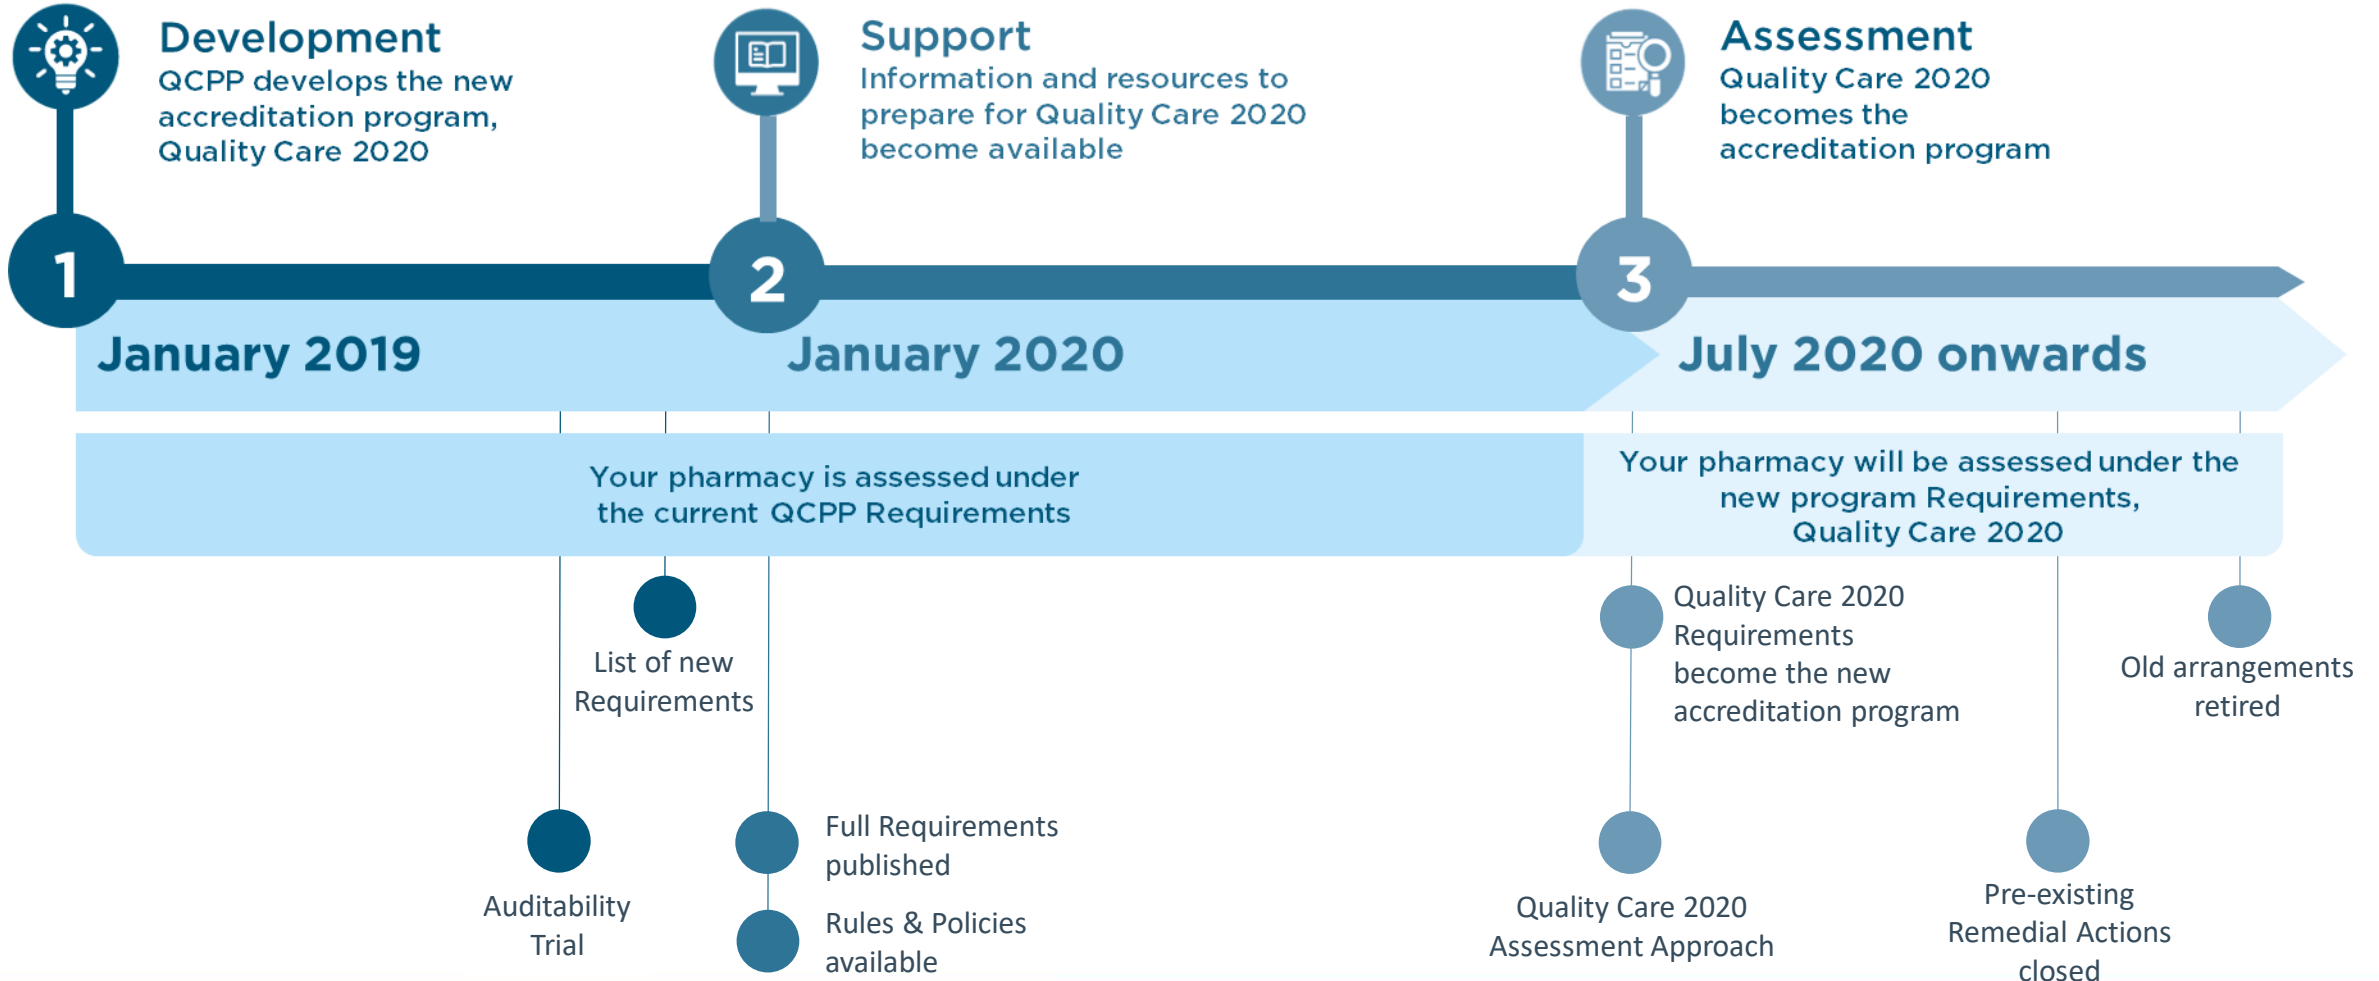 Development
QCPP develops the new
accreditation program,
Quality Care 2020
Support
Information and resources to
prepare for Quality Care 2020
become available
Assessment
Quality Care 2020
becomes the
accreditation program
1
2
3
January 2019
January 2020
July 2020 onwards
Your pharmacy is assessed under
the current QCPP Requirements
Your pharmacy will be assessed under the
new program Requirements,
Quality Care 2020
List of new
Requirements
Quality Care 2020
Requirements
become the new
accreditation program
Old arrangements
retired
Auditability
Trial
Full Requirements
published
Rules & Policies
available
Quality Care 2020
Assessment Approach
Pre-existing
Remedial Actions
closed